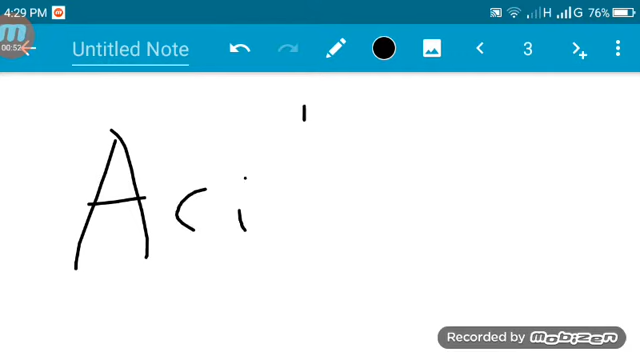 4:29 PM H G 76%
00:52 Untitled Note 3
Aci
Recorded by
mobizen